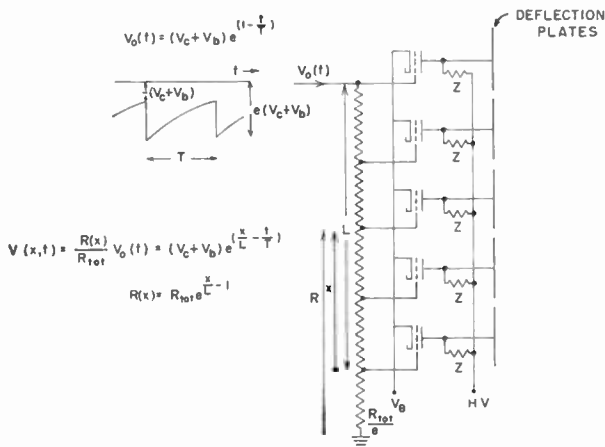 V₀(t) = (V_c + V_b) e^(1 - t/T)
DEFLECTION
PLATES
t →
V₀(t)
(V_c+V_b)
e (V_c+V_b)
T
Z
Z
Z
Z
Z
L
V (x,t) = R(x)/R_tot V₀(t) = (V_c + V_b) e^(x/L - t/T)
R(x) = R_tot e^(x/L - 1)
R
x
V_B
HV
R_tot/e